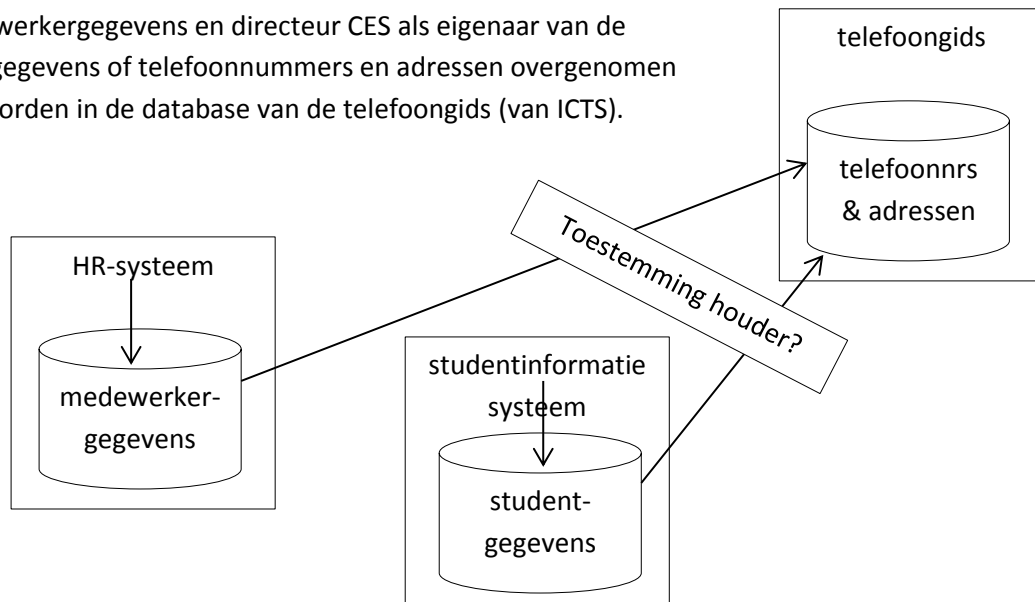 werkergegevens en directeur CES als eigenaar van de
gegevens of telefoonnummers en adressen overgenomen
orden in de database van de telefoongids (van ICTS).
telefoongids
telefoonnrs
& adressen
Toestemming houder?
HR-systeem
medewerker-
gegevens
studentinformatie
systeem
student-
gegevens